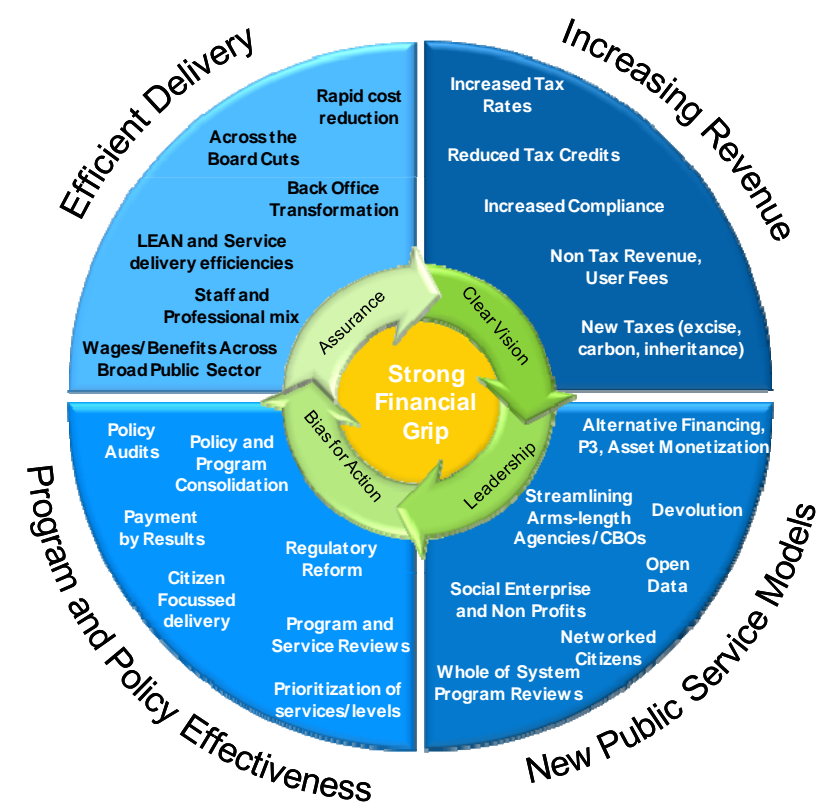 Efficient Delivery
Rapid cost
reduction
Across the
Board Cuts
Back Office
Transformation
LEAN and Service
delivery efficiencies
Staff and
Professional mix
Wages/Benefits Across
Broad Public Sector
Increasing Revenue
Increased Tax
Rates
Reduced Tax Credits
Increased Compliance
Non Tax Revenue,
User Fees
New Taxes (excise,
carbon, inheritance)
Assurance
Clear Vision
Strong
Financial
Grip
Bias for Action
Leadership
Program and Policy Effectiveness
Policy
Audits
Policy and
Program
Consolidation
Payment
by Results
Regulatory
Reform
Citizen
Focussed
delivery
Program and
Service Reviews
Prioritization of
services/levels
New Public Service Models
Alternative Financing,
P3, Asset Monetization
Streamlining
Arms-length
Agencies/CBOs
Devolution
Open
Data
Social Enterprise
and Non Profits
Networked
Citizens
Whole of System
Program Reviews